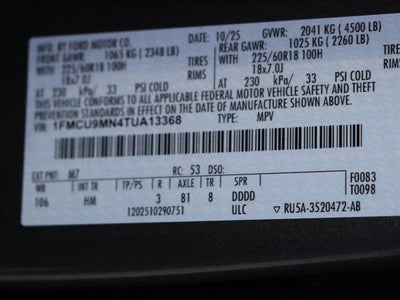 MFD. BY FORD MOTOR CO. 10/25 GVWR: 2041 KG ( 4500 LB)
FRONT GAWR: REAR GAWR:
1065 KG ( 2348 LB) 1025 KG ( 2260 LB)
WITH WITH
225/60R18 100H TIRES 225/60R18 100H TIRES
18x7.0J RIMS 18x7.0J RIMS
AT 230 kPa/ 33 PSI COLD AT 230 kPa/ 33 PSI COLD
THIS VEHICLE CONFORMS TO ALL APPLICABLE FEDERAL MOTOR VEHICLE SAFETY, BUMPER, AND THEFT
PREVENTION STANDARDS IN EFFECT ON THE DATE OF MANUFACTURE SHOWN ABOVE.
VIN: 1FMCU9MN4TUA13368 TYPE: MPV
EXT PNT: M7 RC: 53 DSO: F0083
WB INT TR TP/PS R AXLE TR SPR T0098
106 HM 3 81 8 DDDD
1202510290751 ULC ▽ RU5A-3520472-AB